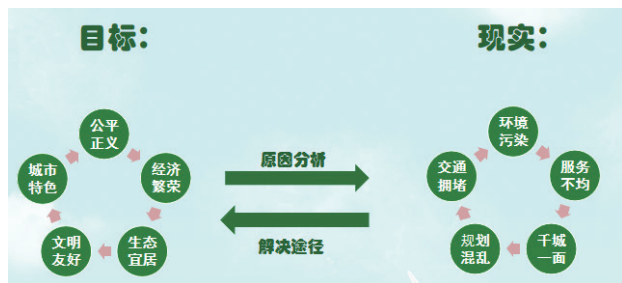 目标：
现实：
公平
正义
经济
繁荣
生态
宜居
文明
友好
城市
特色
原因分析
解决途径
环境
污染
服务
不均
千城
一面
规划
混乱
交通
拥堵